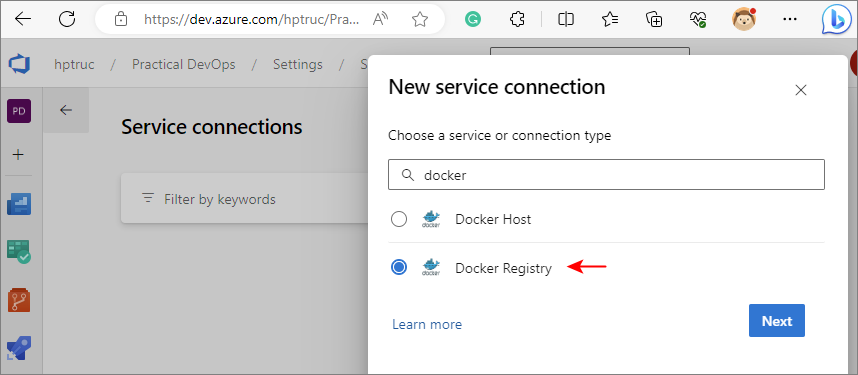 https://dev.azure.com/hptruc/Pra...
hptruc / Practical DevOps / Settings / S
PD
Service connections
Filter by keywords
New service connection
Choose a service or connection type
docker
docker Docker Host
docker Docker Registry
Learn more
Next